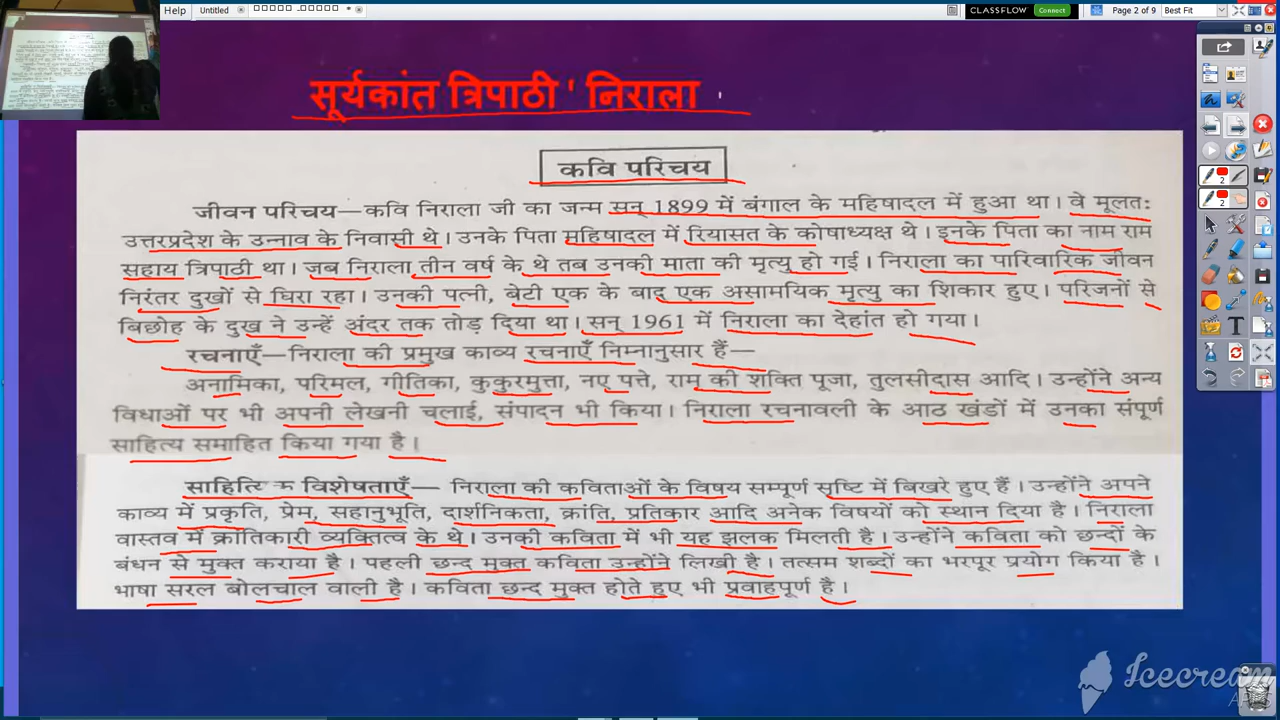 Help Untitled CLASSFLOW Connect Page 2 of 9 Best Fit
सूर्यकांत त्रिपाठी ' निराला
कवि परिचय
जीवन परिचय—कवि निराला जी का जन्म सन् 1899 में बंगाल के महिषादल में हुआ था। वे मूलतः
उत्तरप्रदेश के उन्नाव के निवासी थे। उनके पिता महिषादल में रियासत के कोषाध्यक्ष थे। इनके पिता का नाम राम
सहाय त्रिपाठी था। जब निराला तीन वर्ष के थे तब उनकी माता की मृत्यु हो गई। निराला का पारिवारिक जीवन
निरंतर दुखों से घिरा रहा। उनकी पत्नी, बेटी एक के बाद एक असामयिक मृत्यु का शिकार हुए। परिजनों से
बिछोह के दुख ने उन्हें अंदर तक तोड़ दिया था। सन् 1961 में निराला का देहांत हो गया।
रचनाएँ—निराला की प्रमुख काव्य रचनाएँ निम्नानुसार हैं—
अनामिका, परिमल, गीतिका, कुकुरमुत्ता, नए पत्ते, राम की शक्ति पूजा, तुलसीदास आदि। उन्होंने अन्य
विधाओं पर भी अपनी लेखनी चलाई, संपादन भी किया। निराला रचनावली के आठ खंडों में उनका संपूर्ण
साहित्य समाहित किया गया है।
विशेषताएँ— निराला की कविताओं के विषय सम्पूर्ण सृष्टि में बिखरे हुए हैं। उन्होंने अपने
काव्य में प्रकृति, प्रेम, सहानुभूति, दार्शनिकता, क्रांति, प्रतिकार आदि अनेक विषयों को स्थान दिया है। निराला
वास्तव में क्रांतिकारी व्यक्तित्व के थे। उनकी कविता में भी यह झलक मिलती है। उन्होंने कविता को छन्दों के
बंधन से मुक्त कराया है। पहली छन्द मुक्त कविता उन्होंने लिखी है। तत्सम शब्दों का भरपूर प्रयोग किया है।
भाषा सरल बोलचाल वाली है। कविता छन्द मुक्त होते हुए भी प्रवाहपूर्ण है।
Icecream
APPS